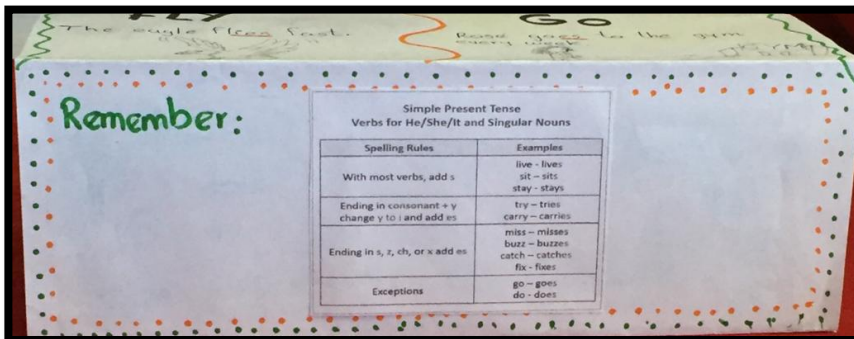 FLY
GO
The eagle flies fast.
Rose goes to the gym
every week
Remember:
Simple Present Tense
Verbs for He/She/It and Singular Nouns
Spelling Rules
Examples
With most verbs, add s
live - lives
sit – sits
stay - stays
Ending in consonant + y
change y to i and add es
try – tries
carry – carries
Ending in s, z, ch, or x add es
miss – misses
buzz – buzzes
catch – catches
fix - fixes
Exceptions
go – goes
do - does